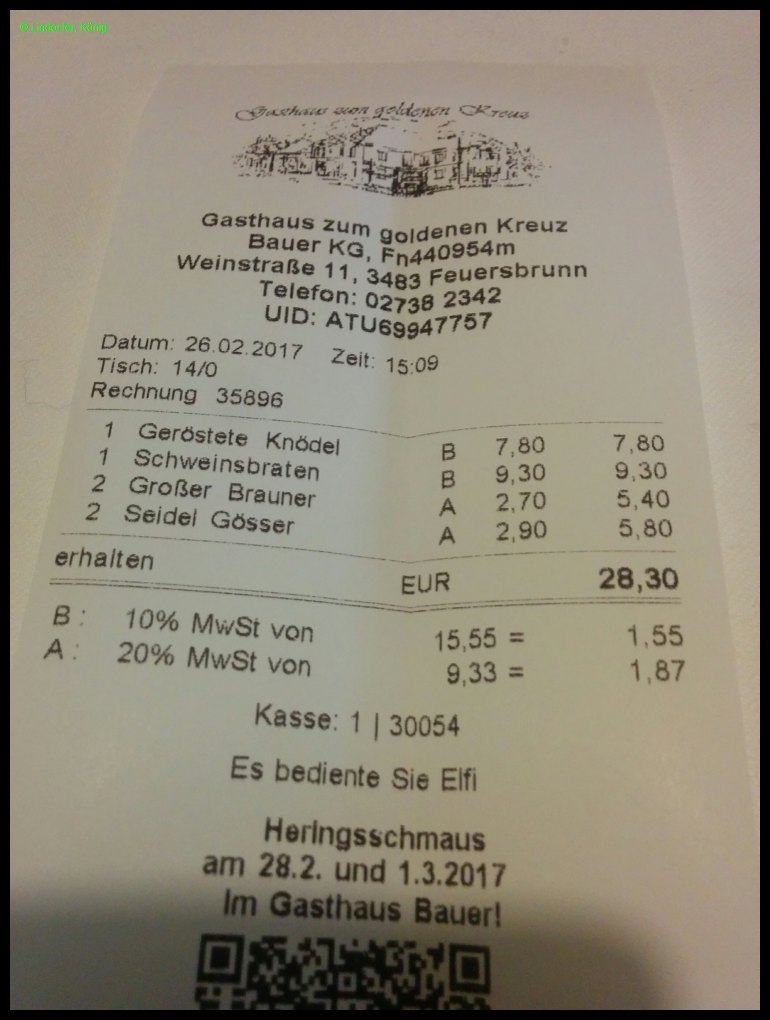 © Lindorfer, König
Gasthaus zum goldenen Kreuz
Gasthaus zum goldenen Kreuz
Bauer KG, Fn440954m
Weinstraße 11, 3483 Feuersbrunn
Telefon: 02738 2342
UID: ATU69947757
Datum: 26.02.2017 Zeit: 15:09
Tisch: 14/0
Rechnung 35896
1 Geröstete Knödel B 7,80 7,80
1 Schweinsbraten B 9,30 9,30
2 Großer Brauner A 2,70 5,40
2 Seidel Gösser A 2,90 5,80
erhalten EUR 28,30
B: 10% MwSt von 15,55 = 1,55
A: 20% MwSt von 9,33 = 1,87
Kasse: 1 | 30054
Es bediente Sie Elfi
Heringsschmaus
am 28.2. und 1.3.2017
Im Gasthaus Bauer!